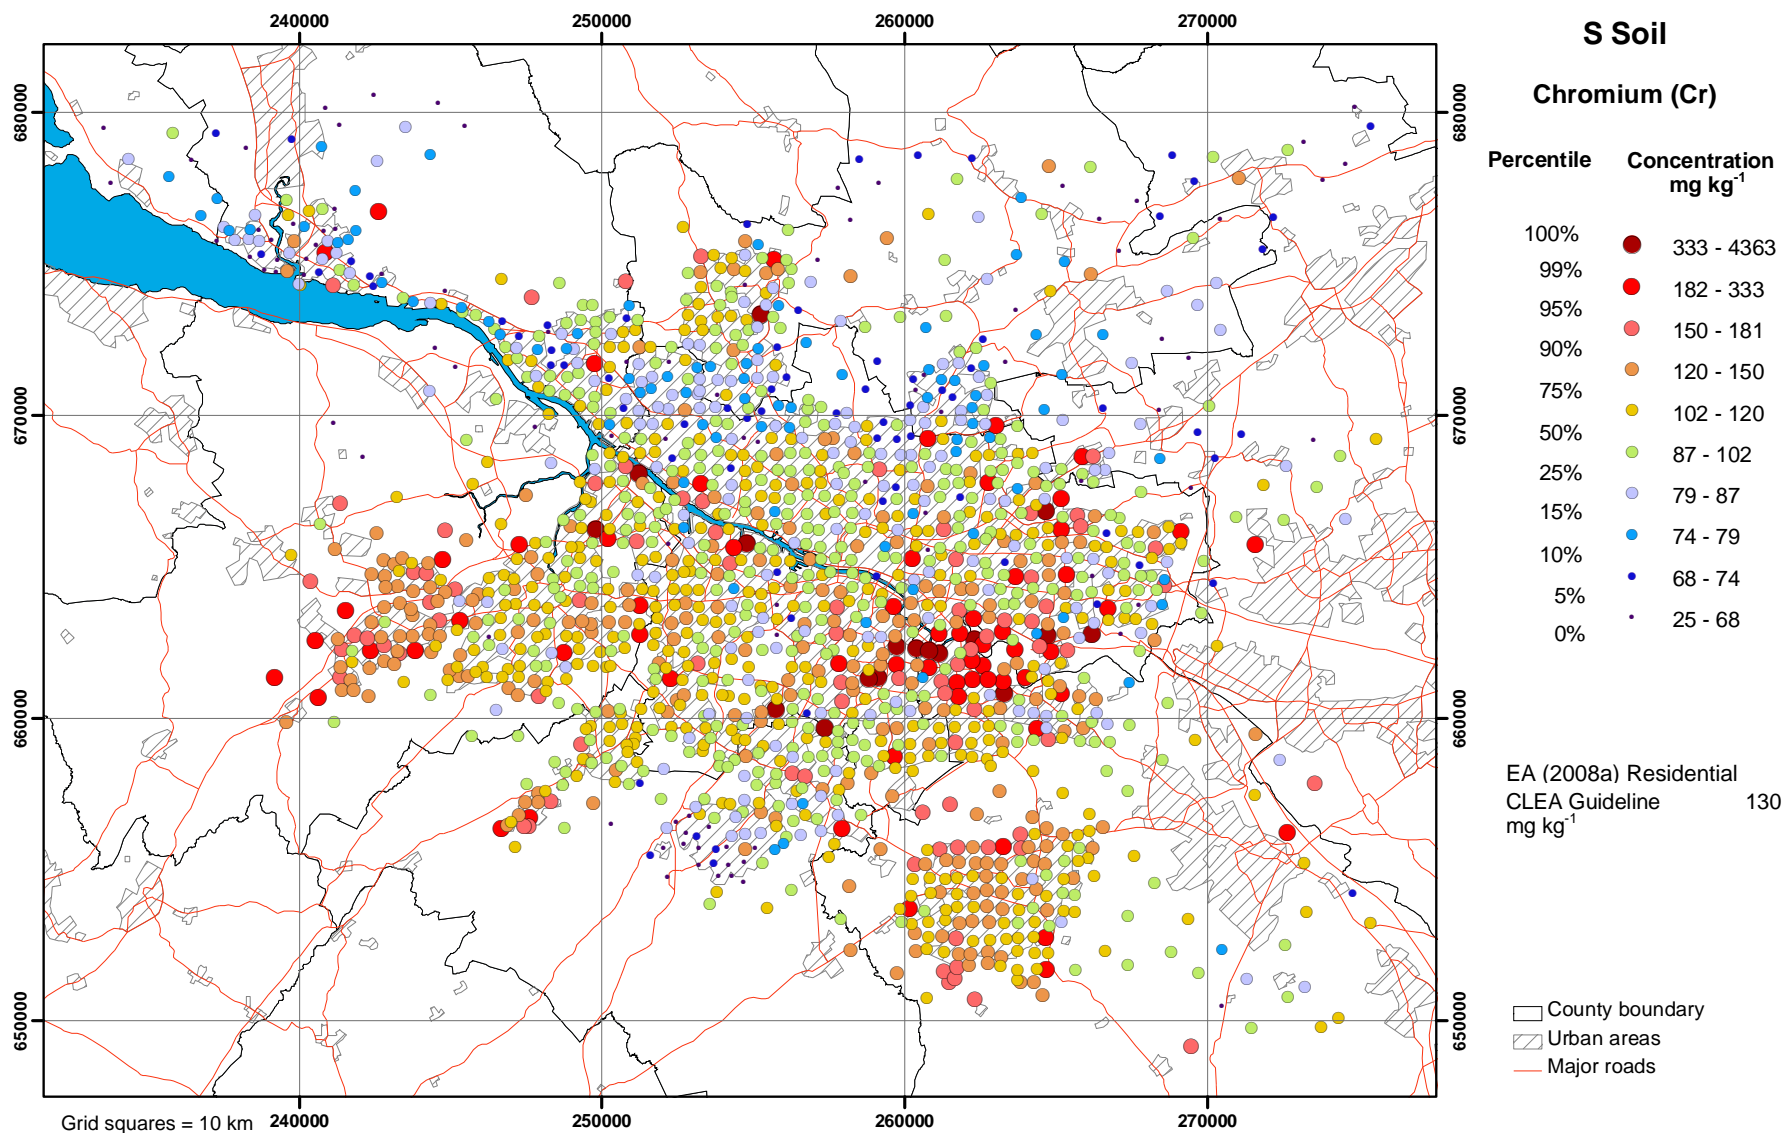 240000 250000 260000 270000
680000 680000
670000 670000
660000 660000
650000 650000
240000 250000 260000 270000
Grid squares = 10 km
S Soil
Chromium (Cr)
Percentile Concentration
mg kg-1
100% 333 - 4363
99% 182 - 333
95% 150 - 181
90% 120 - 150
75% 102 - 120
50% 87 - 102
25% 79 - 87
15% 74 - 79
10% 68 - 74
5% 25 - 68
0%
EA (2008a) Residential
CLEA Guideline 130
mg kg-1
County boundary
Urban areas
Major roads